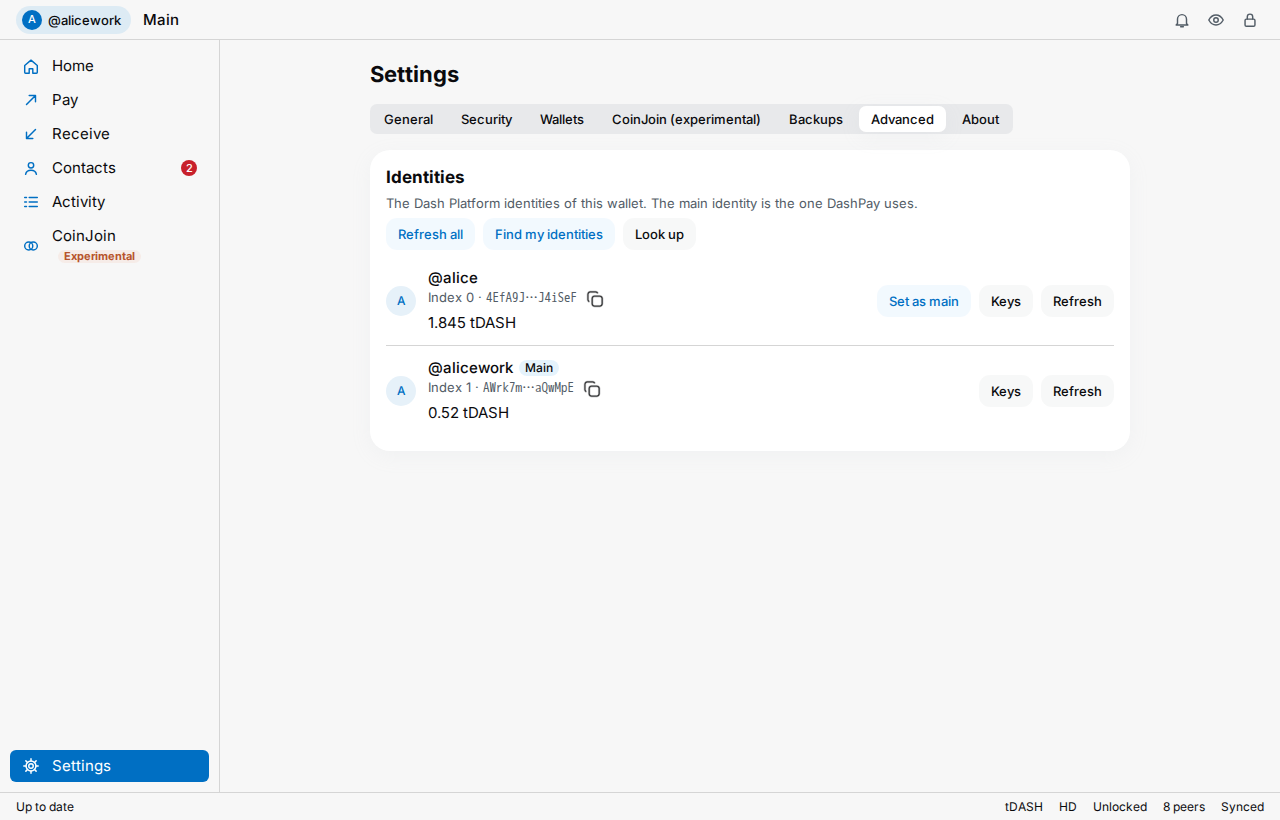 A @alicework Main
Home
Pay
Receive
Contacts 2
Activity
CoinJoin
Experimental
Settings
Settings
General Security Wallets CoinJoin (experimental) Backups Advanced About
Identities
The Dash Platform identities of this wallet. The main identity is the one DashPay uses.
Refresh all Find my identities Look up
A
@alice
Index 0 · 4EfA9J···J4iSeF
1.845 tDASH
Set as main Keys Refresh
A
@alicework Main
Index 1 · AWrk7m···aQwMpE
0.52 tDASH
Keys Refresh
Up to date
tDASH HD Unlocked 8 peers Synced